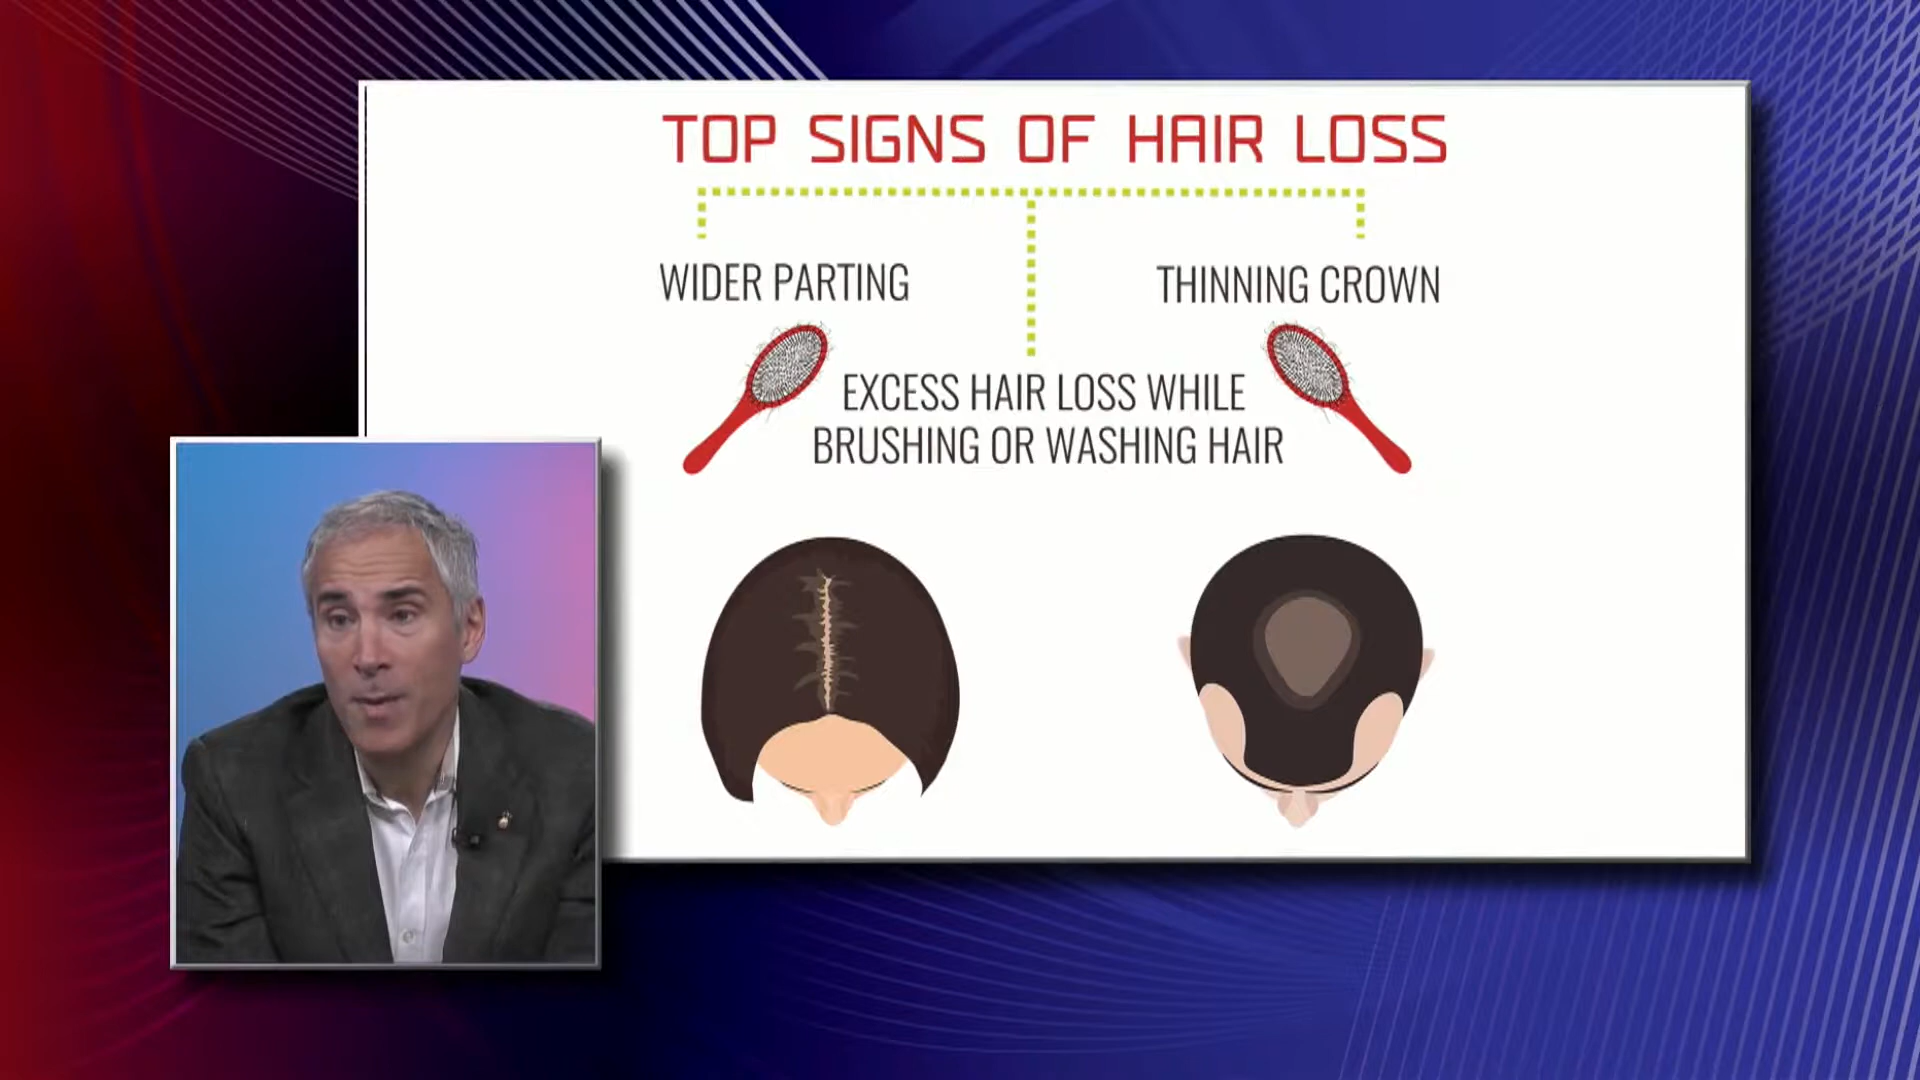 TOP SIGNS OF HAIR LOSS
WIDER PARTING
THINNING CROWN
EXCESS HAIR LOSS WHILE
BRUSHING OR WASHING HAIR